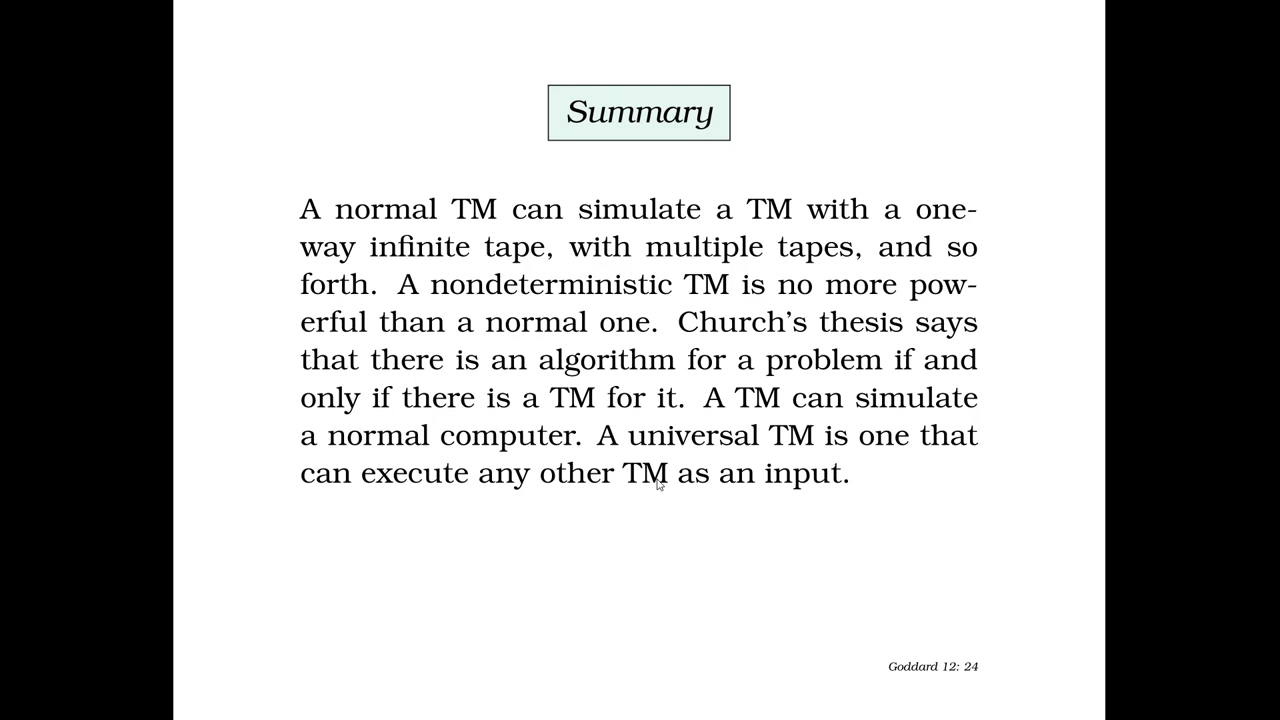 Summary
A normal TM can simulate a TM with a one-
way infinite tape, with multiple tapes, and so
forth. A nondeterministic TM is no more pow-
erful than a normal one. Church’s thesis says
that there is an algorithm for a problem if and
only if there is a TM for it. A TM can simulate
a normal computer. A universal TM is one that
can execute any other TM as an input.
Goddard 12: 24